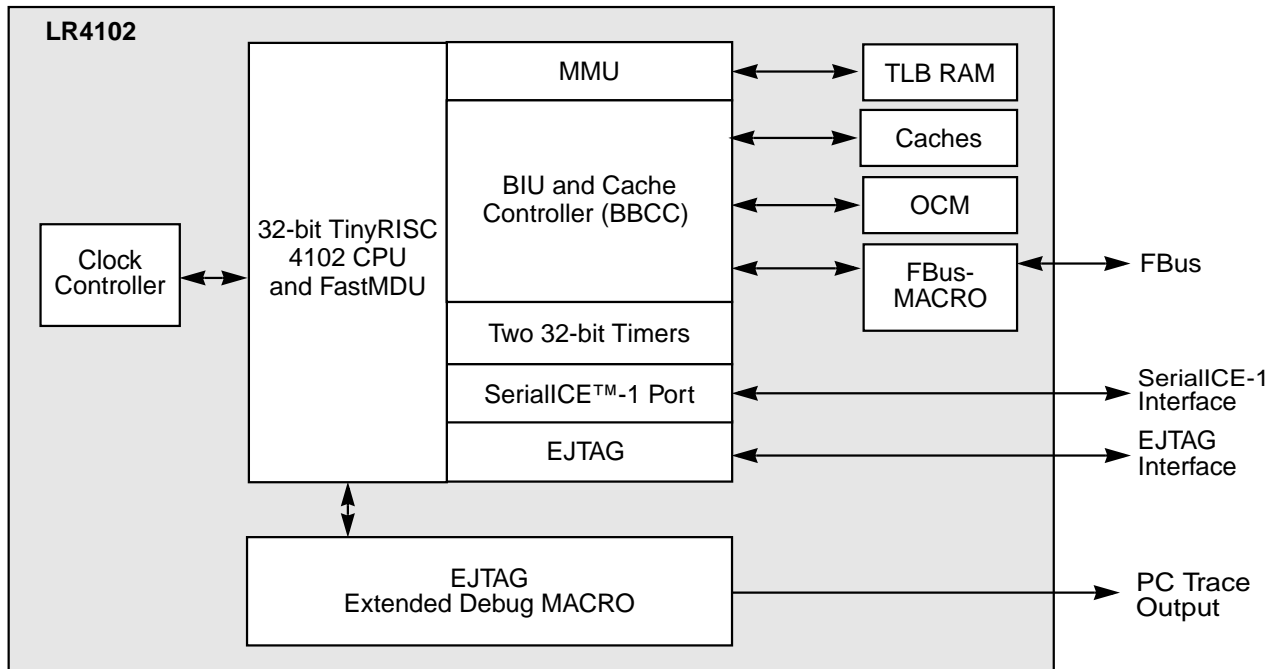 LR4102
MMU
TLB RAM
Caches
BIU and Cache
Controller (BBCC)
OCM
32-bit TinyRISC
4102 CPU
and FastMDU
Clock
Controller
FBus-
MACRO
FBus
Two 32-bit Timers
SerialICE™-1 Port
SerialICE-1
Interface
EJTAG
EJTAG
Interface
EJTAG
Extended Debug MACRO
PC Trace
Output